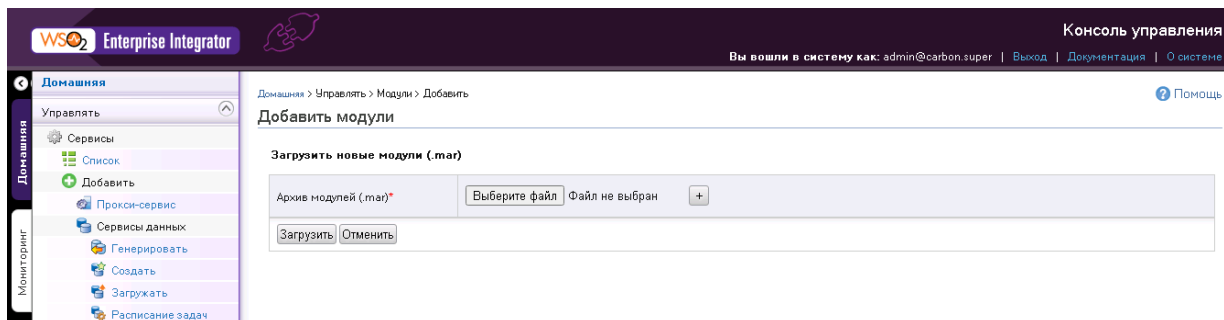 WSO2 Enterprise Integrator
Консоль управления
Вы вошли в систему как: admin@carbon.super | Выход | Документация | О системе
Домашняя
Мониторинг
Домашняя
Управлять
Сервисы
Список
Добавить
Прокси-сервис
Сервисы данных
Генерировать
Создать
Загружать
Расписание задач
Домашняя > Управлять > Модули > Добавить
Помощь
Добавить модули
Загрузить новые модули (.mar)
Архив модулей (.mar)* Выберите файл Файл не выбран +
Загрузить Отменить